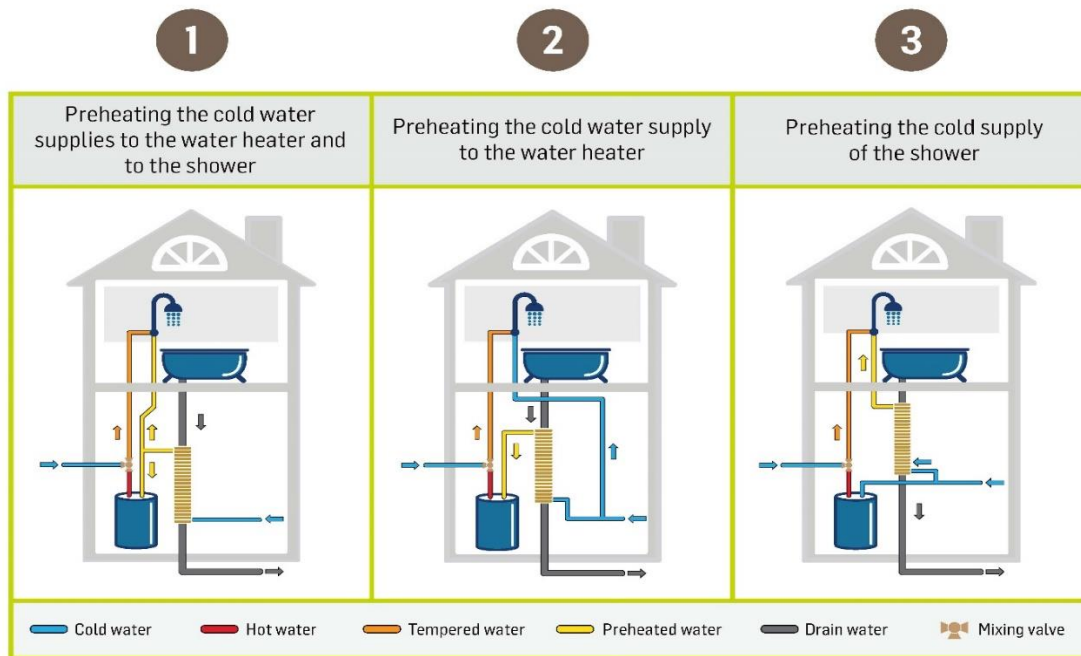 1
2
3
Preheating the cold water
supplies to the water heater and
to the shower
Preheating the cold water supply
to the water heater
Preheating the cold supply
of the shower
Cold water
Hot water
Tempered water
Preheated water
Drain water
Mixing valve